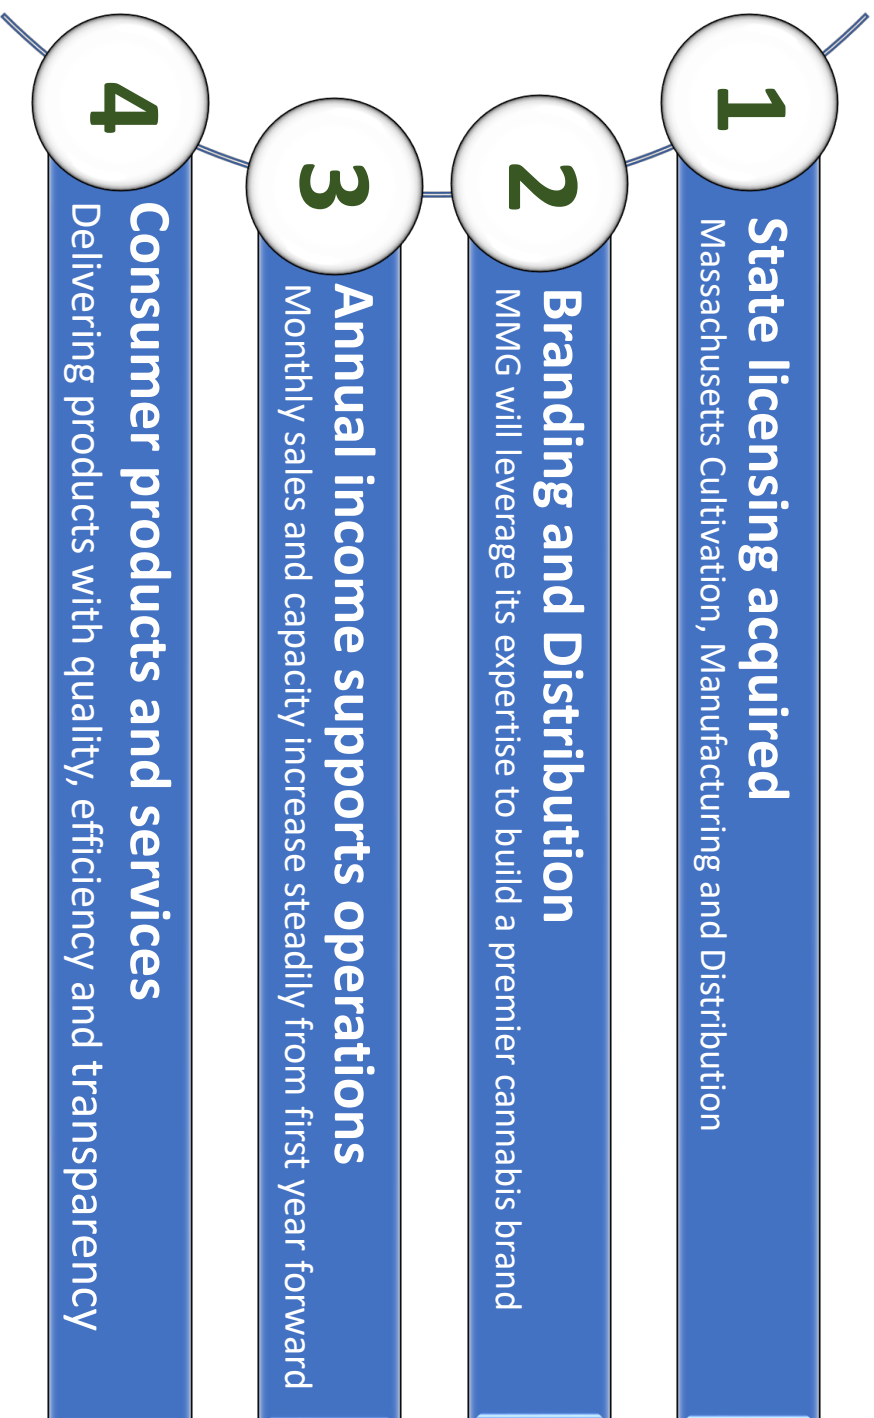 1
State licensing acquired
Massachusetts Cultivation, Manufacturing and Distribution
2
Branding and Distribution
MMG will leverage its expertise to build a premier cannabis brand
3
Annual income supports operations
Monthly sales and capacity increase steadily from first year forward
4
Consumer products and services
Delivering products with quality, efficiency and transparency